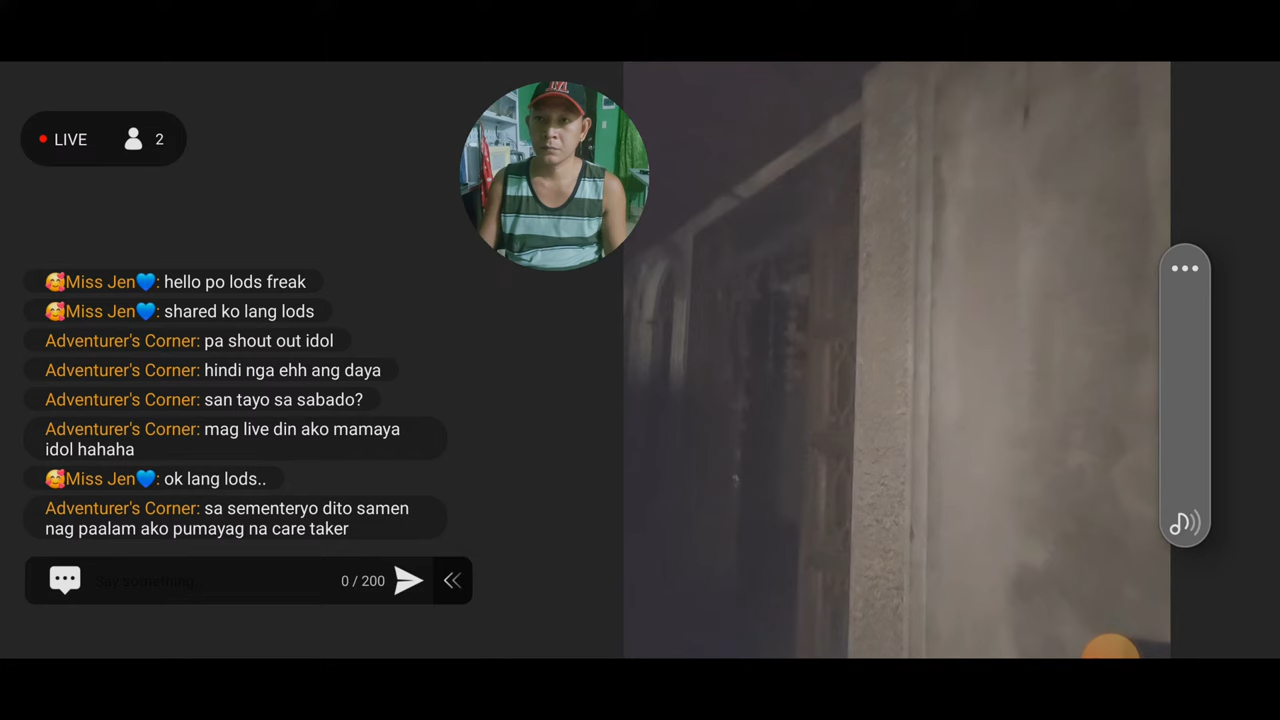 LIVE 2
🥰Miss Jen💙: hello po lods freak
🥰Miss Jen💙: shared ko lang lods
Adventurer's Corner: pa shout out idol
Adventurer's Corner: hindi nga ehh ang daya
Adventurer's Corner: san tayo sa sabado?
Adventurer's Corner: mag live din ako mamaya
idol hahaha
🥰Miss Jen💙: ok lang lods..
Adventurer's Corner: sa sementeryo dito samen
nag paalam ako pumayag na care taker
Say something 0 / 200